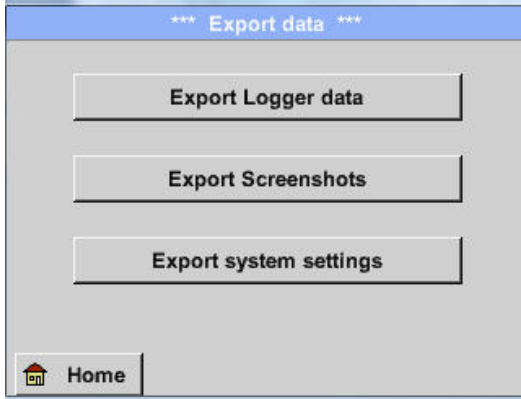 *** Export data ***
Export Logger data
Export Screenshots
Export system settings
Home